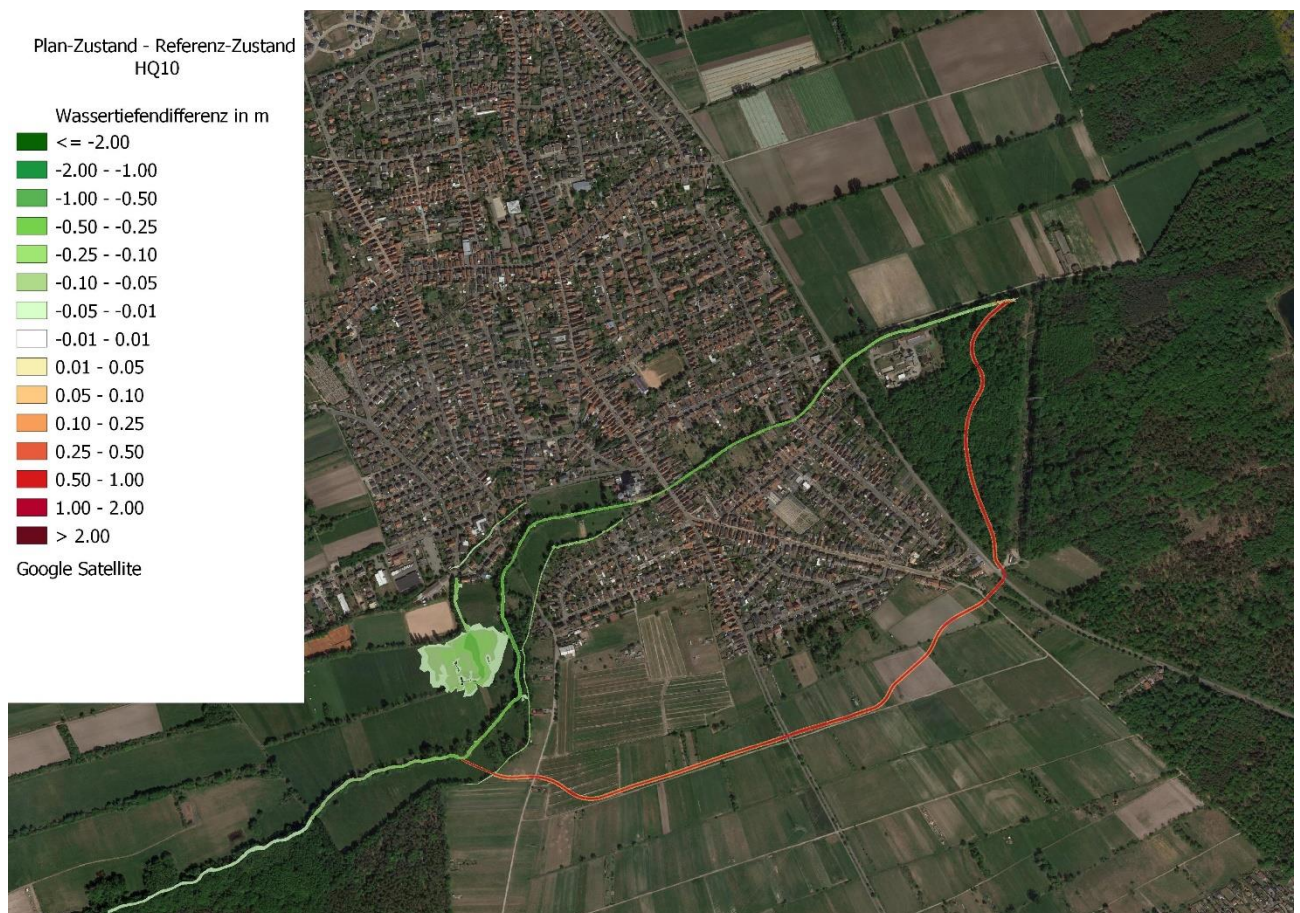 Plan-Zustand - Referenz-Zustand
HQ10
Wassertiefendifferenz in m
<= -2.00
-2.00 - -1.00
-1.00 - -0.50
-0.50 - -0.25
-0.25 - -0.10
-0.10 - -0.05
-0.05 - -0.01
-0.01 - 0.01
0.01 - 0.05
0.05 - 0.10
0.10 - 0.25
0.25 - 0.50
0.50 - 1.00
1.00 - 2.00
> 2.00
Google Satellite